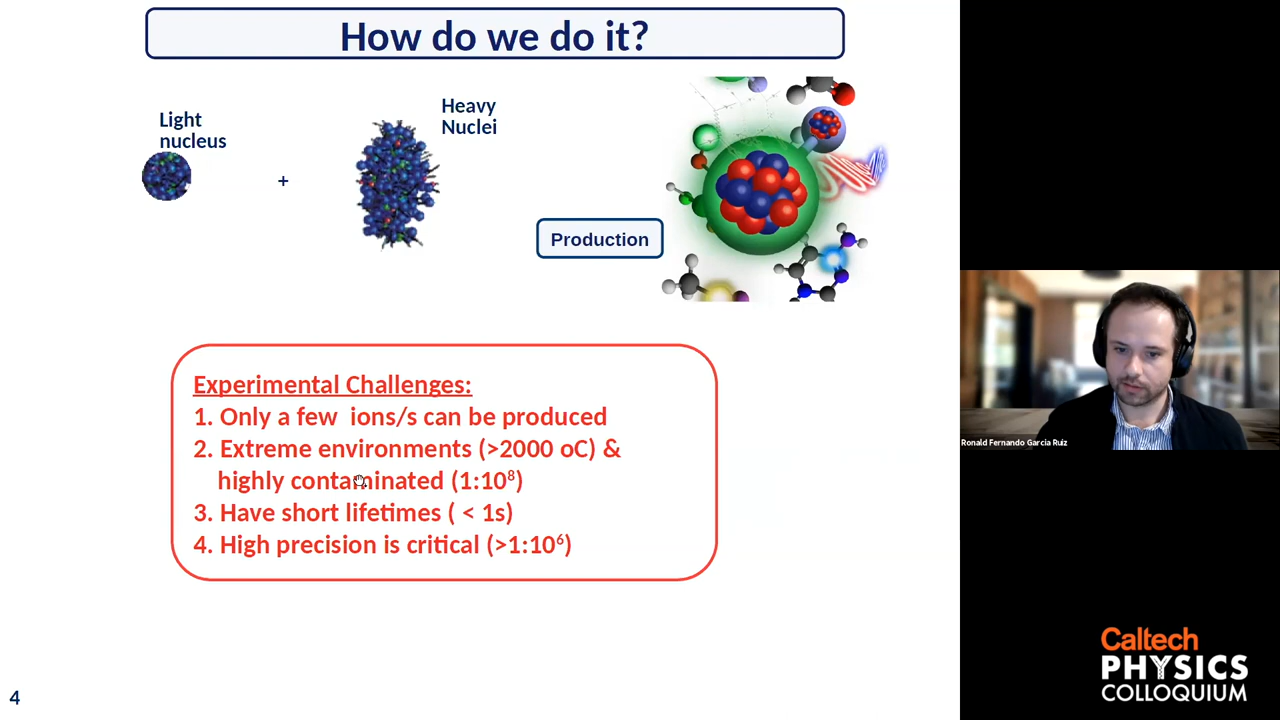 How do we do it?
Light
nucleus
+
Heavy
Nuclei
Production
Experimental Challenges:
1. Only a few  ions/s can be produced
2. Extreme environments (>2000 oC) &
highly contaminated (1:10⁸)
3. Have short lifetimes ( < 1s)
4. High precision is critical (>1:10⁶)
4
Ronald Fernando Garcia Ruiz
Caltech
PHYSICS
COLLOQUIUM